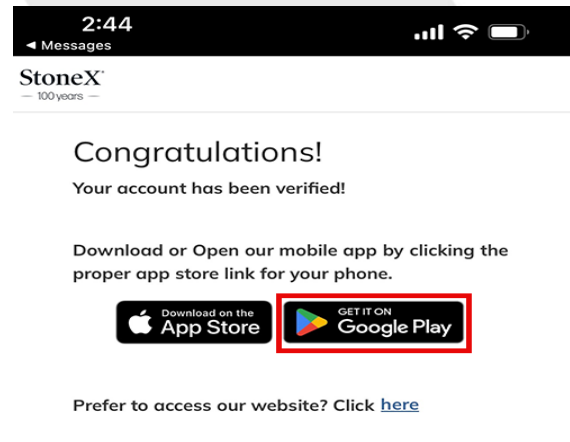 2:44
◀ Messages
StoneX®
— 100 years —
Congratulations!
Your account has been verified!
Download or Open our mobile app by clicking the
proper app store link for your phone.
Download on the
App Store
GET IT ON
Google Play
Prefer to access our website? Click here